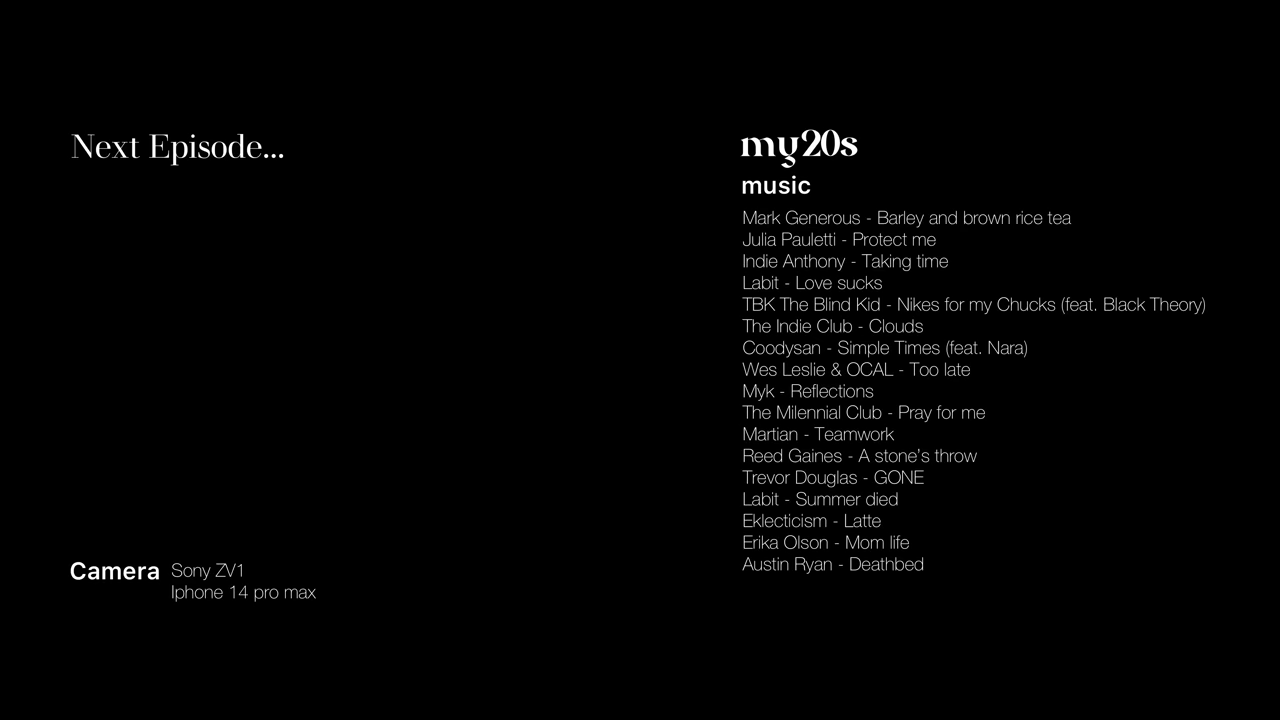 Next Episode...
my20s
music
Mark Generous - Barley and brown rice tea
Julia Pauletti - Protect me
Indie Anthony - Taking time
Labit - Love sucks
TBK The Blind Kid - Nikes for my Chucks (feat. Black Theory)
The Indie Club - Clouds
Coodysan - Simple Times (feat. Nara)
Wes Leslie & OCAL - Too late
Myk - Reflections
The Milennial Club - Pray for me
Martian - Teamwork
Reed Gaines - A stone's throw
Trevor Douglas - GONE
Labit - Summer died
Eklecticism - Latte
Erika Olson - Mom life
Austin Ryan - Deathbed
Camera Sony ZV1
Iphone 14 pro max